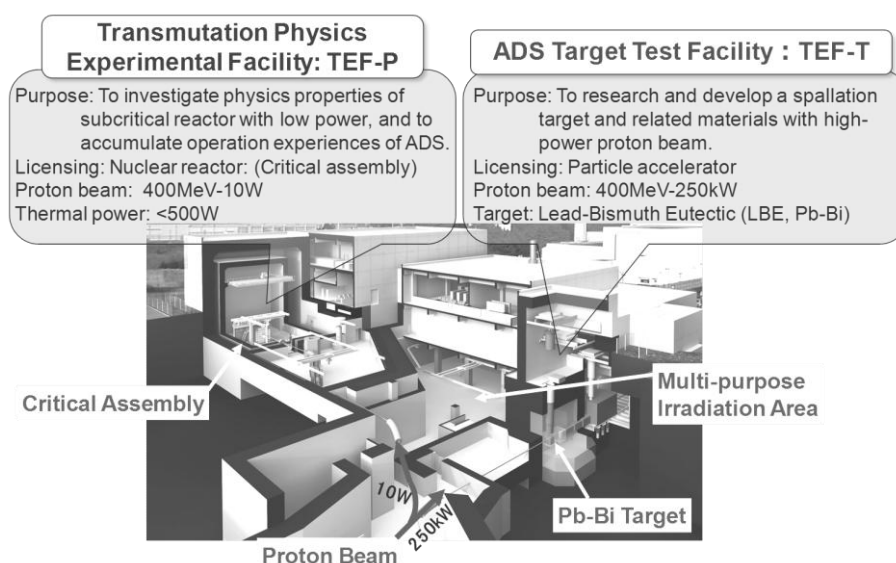 Transmutation Physics
Experimental Facility: TEF-P
Purpose: To investigate physics properties of
subcritical reactor with low power, and to
accumulate operation experiences of ADS.
Licensing: Nuclear reactor: (Critical assembly)
Proton beam: 400MeV-10W
Thermal power: <500W
ADS Target Test Facility : TEF-T
Purpose: To research and develop a spallation
target and related materials with high-
power proton beam.
Licensing: Particle accelerator
Proton beam: 400MeV-250kW
Target: Lead-Bismuth Eutectic (LBE, Pb-Bi)
Critical Assembly
Multi-purpose
Irradiation Area
10W
250kW
Pb-Bi Target
Proton Beam